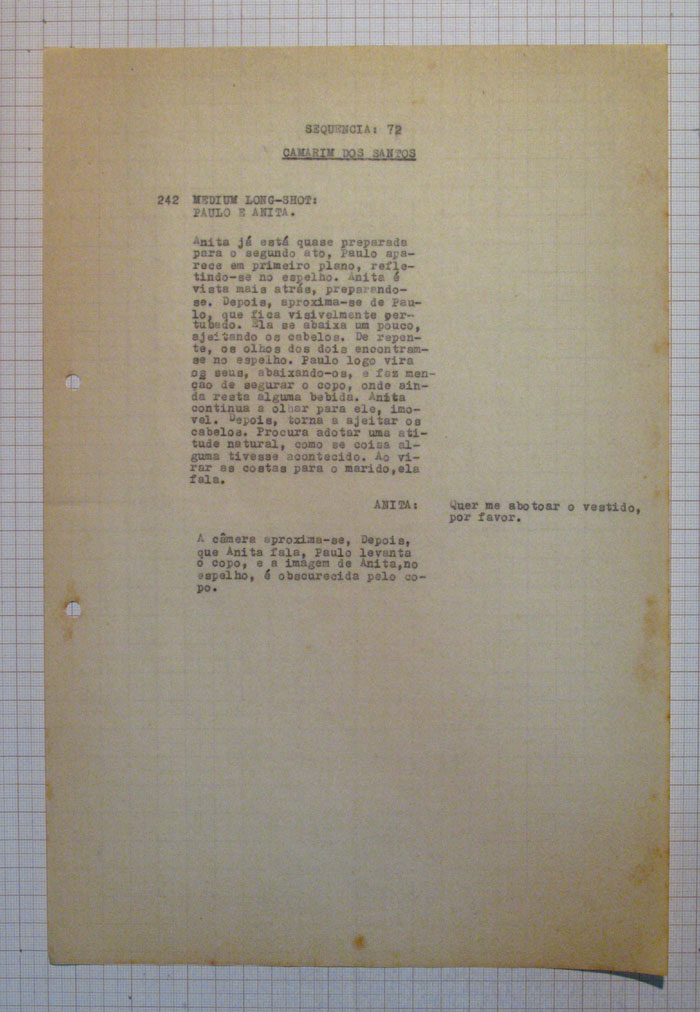 SEQUENCIA: 72
CAMARIM DOS SANTOS
242 MEDIUM LONG-SHOT:
PAULO E ANITA.
Anita já está quase preparada
para o segundo ato, Paulo apa-
rece em primeiro plano, refle-
tindo-se no espelho. Anita é
vista mais atrás, preparando-
se. Depois, aproxima-se de Pau-
lo, que fica visivelmente per-
tubado. Ela se abaixa um pouco,
ajeitando os cabelos. De repen-
te, os olhos dos dois encontram-
se no espelho. Paulo logo vira
os seus, abaixando-os, e faz men-
ção de segurar o copo, onde ain-
da resta alguma bebida. Anita
continua a olhar para ele, imo-
vel. Depois, torna a ajeitar os
cabelos. Procura adotar uma ati-
tude natural, como se coisa al-
guma tivesse acontecido. Ao vi-
rar as costas para o marido,ela
fala.
ANITA: Quer me abotoar o vestido,
por favor.
A câmera aproxima-se, Depois,
que Anita fala, Paulo levanta
o copo, e a imagem de Anita,no
espelho, é obscurecida pelo co-
po.